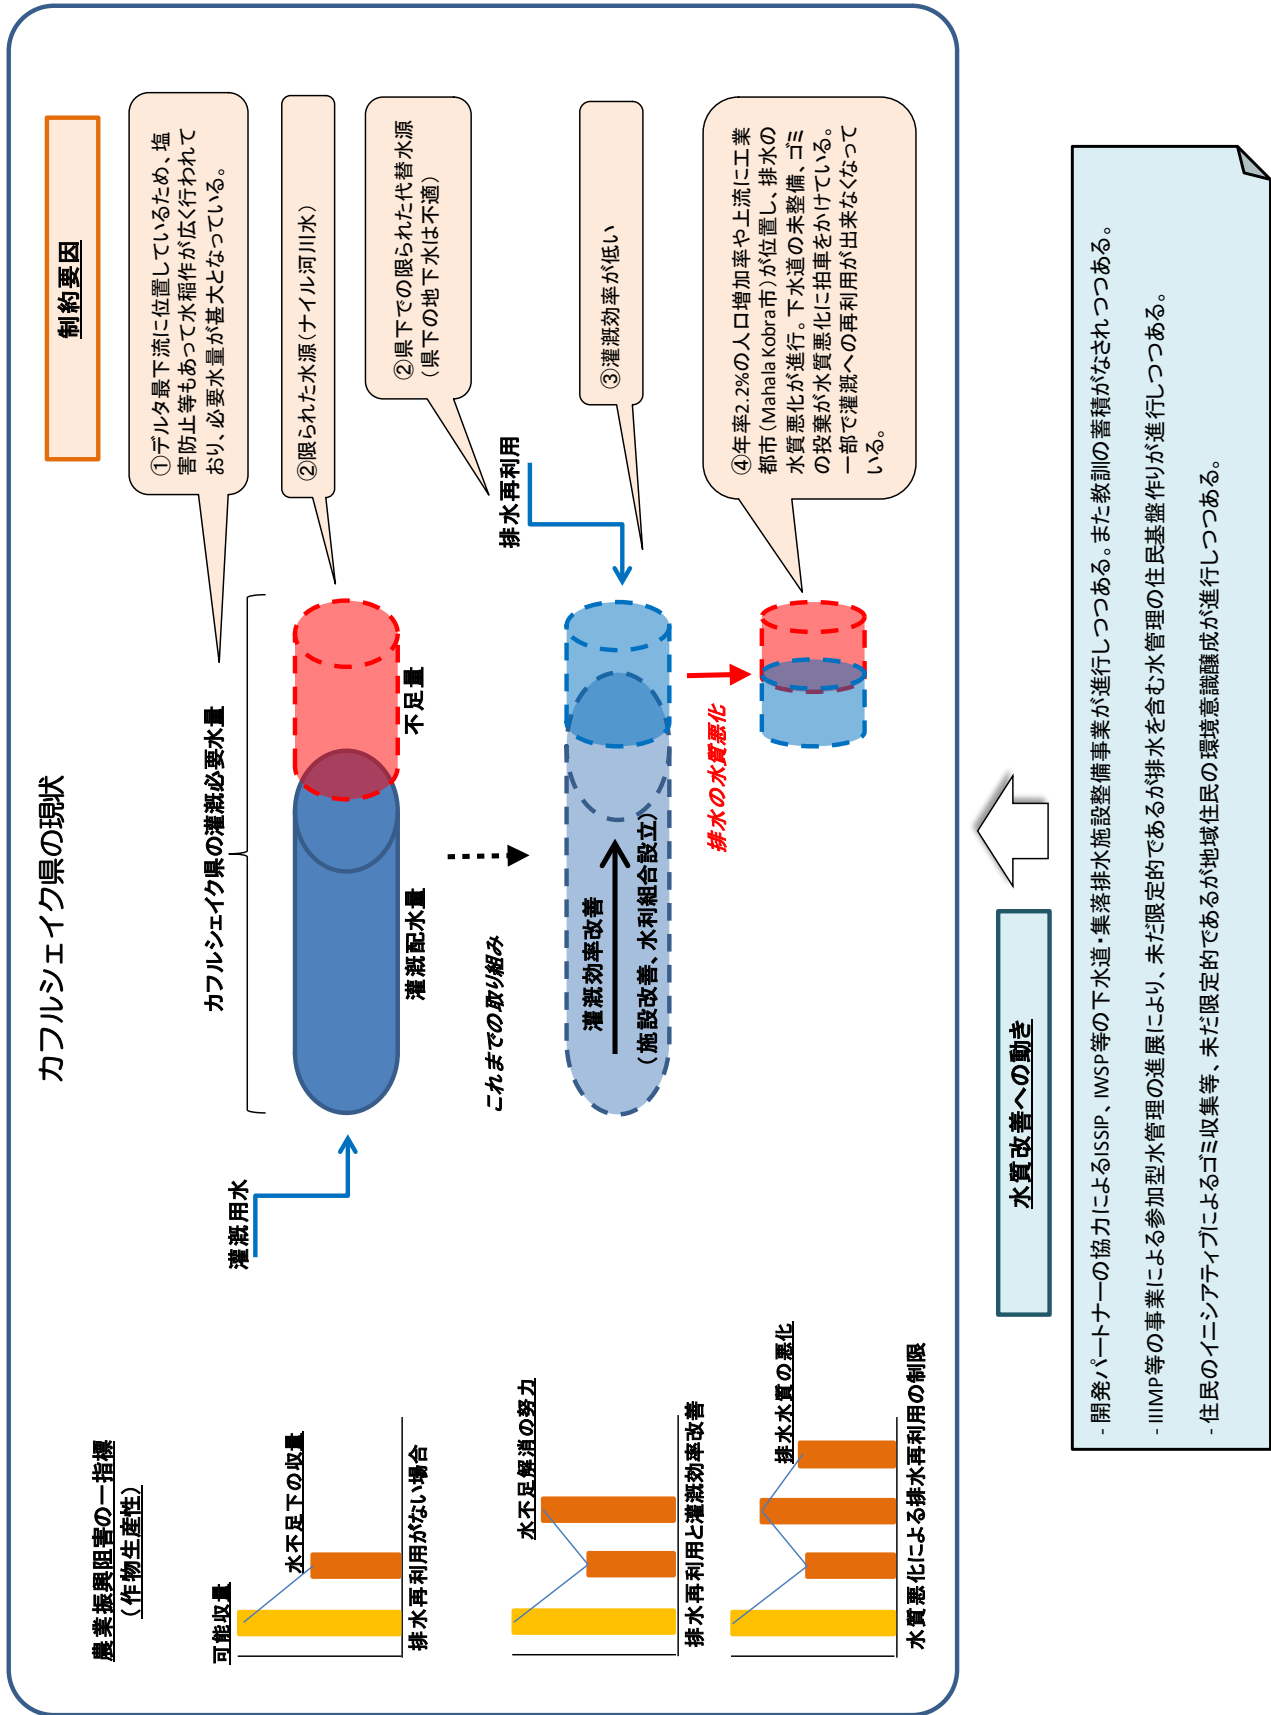 カフルシェイク県の現状
農業振興阻害の一指標
（作物生産性）
可能収量
水不足下の収量
排水再利用がない場合
水不足解消の努力
排水再利用と灌漑効率改善
排水水質の悪化
水質悪化による排水再利用の制限
灌漑用水
カフルシェイク県の灌漑必要水量
灌漑配水量
不足量
これまでの取り組み
灌漑効率改善
（施設改善、水利組合設立）
排水再利用
排水の水質悪化
制約要因
①デルタ最下流に位置しているため、塩
害防止等もあって水稲作が広く行われて
おり、必要水量が甚大となっている。
②限られた水源（ナイル河川水）
②県下での限られた代替水源
（県下の地下水は不適）
③灌漑効率が低い
④年率2.2%の人口増加率や上流に工業
都市（Mahala Kobra市）が位置し、排水の
水質悪化が進行。下水道の未整備、ゴミ
の投棄が水質悪化に拍車をかけている。
一部で灌漑への再利用が出来なくなって
いる。
水質改善への動き
- 開発パートナーの協力によるISSIP、IWSP等の下水道・集落排水施設整備事業が進行しつつある。また教訓の蓄積がなされつつある。
- IIIMP等の事業による参加型水管理の進展により、未だ限定的であるが排水を含む水管理の住民基盤作りが進行しつつある。
- 住民のイニシアティブによるゴミ収集等、未だ限定的であるが地域住民の環境意識醸成が進行しつつある。